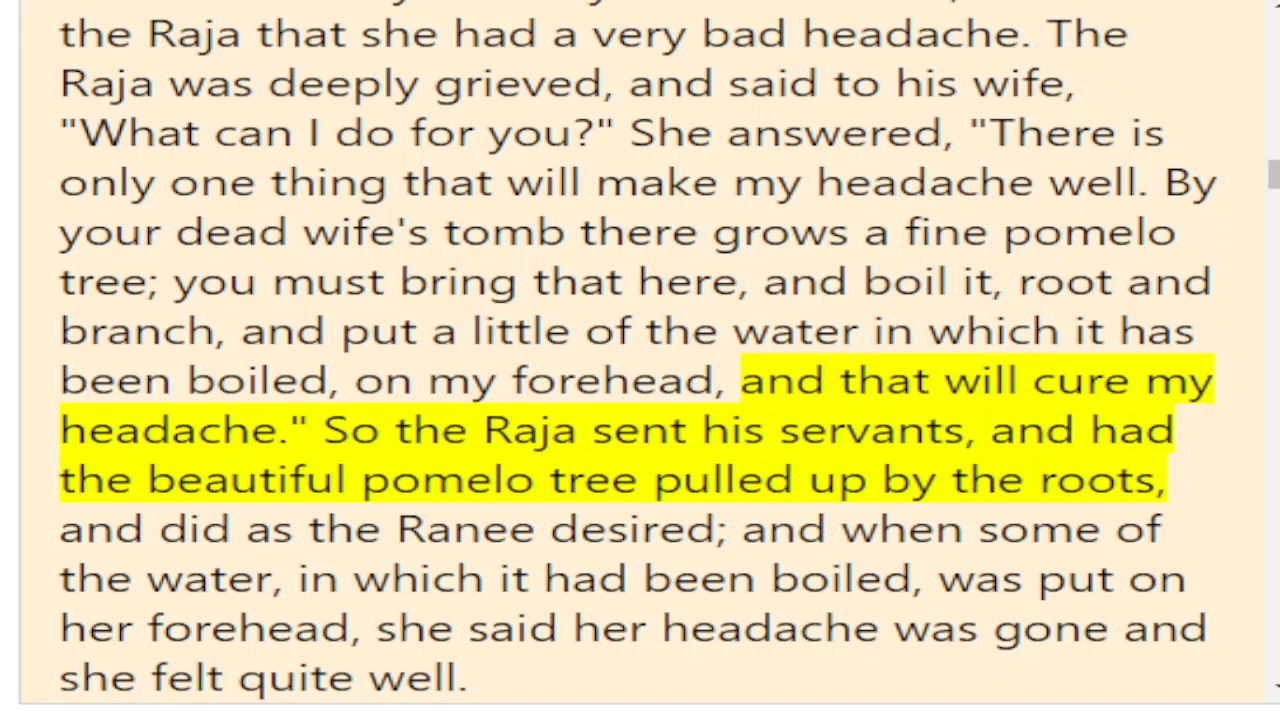 the Raja that she had a very bad headache. The
Raja was deeply grieved, and said to his wife,
"What can I do for you?" She answered, "There is
only one thing that will make my headache well. By
your dead wife's tomb there grows a fine pomelo
tree; you must bring that here, and boil it, root and
branch, and put a little of the water in which it has
been boiled, on my forehead, and that will cure my
headache." So the Raja sent his servants, and had
the beautiful pomelo tree pulled up by the roots,
and did as the Ranee desired; and when some of
the water, in which it had been boiled, was put on
her forehead, she said her headache was gone and
she felt quite well.